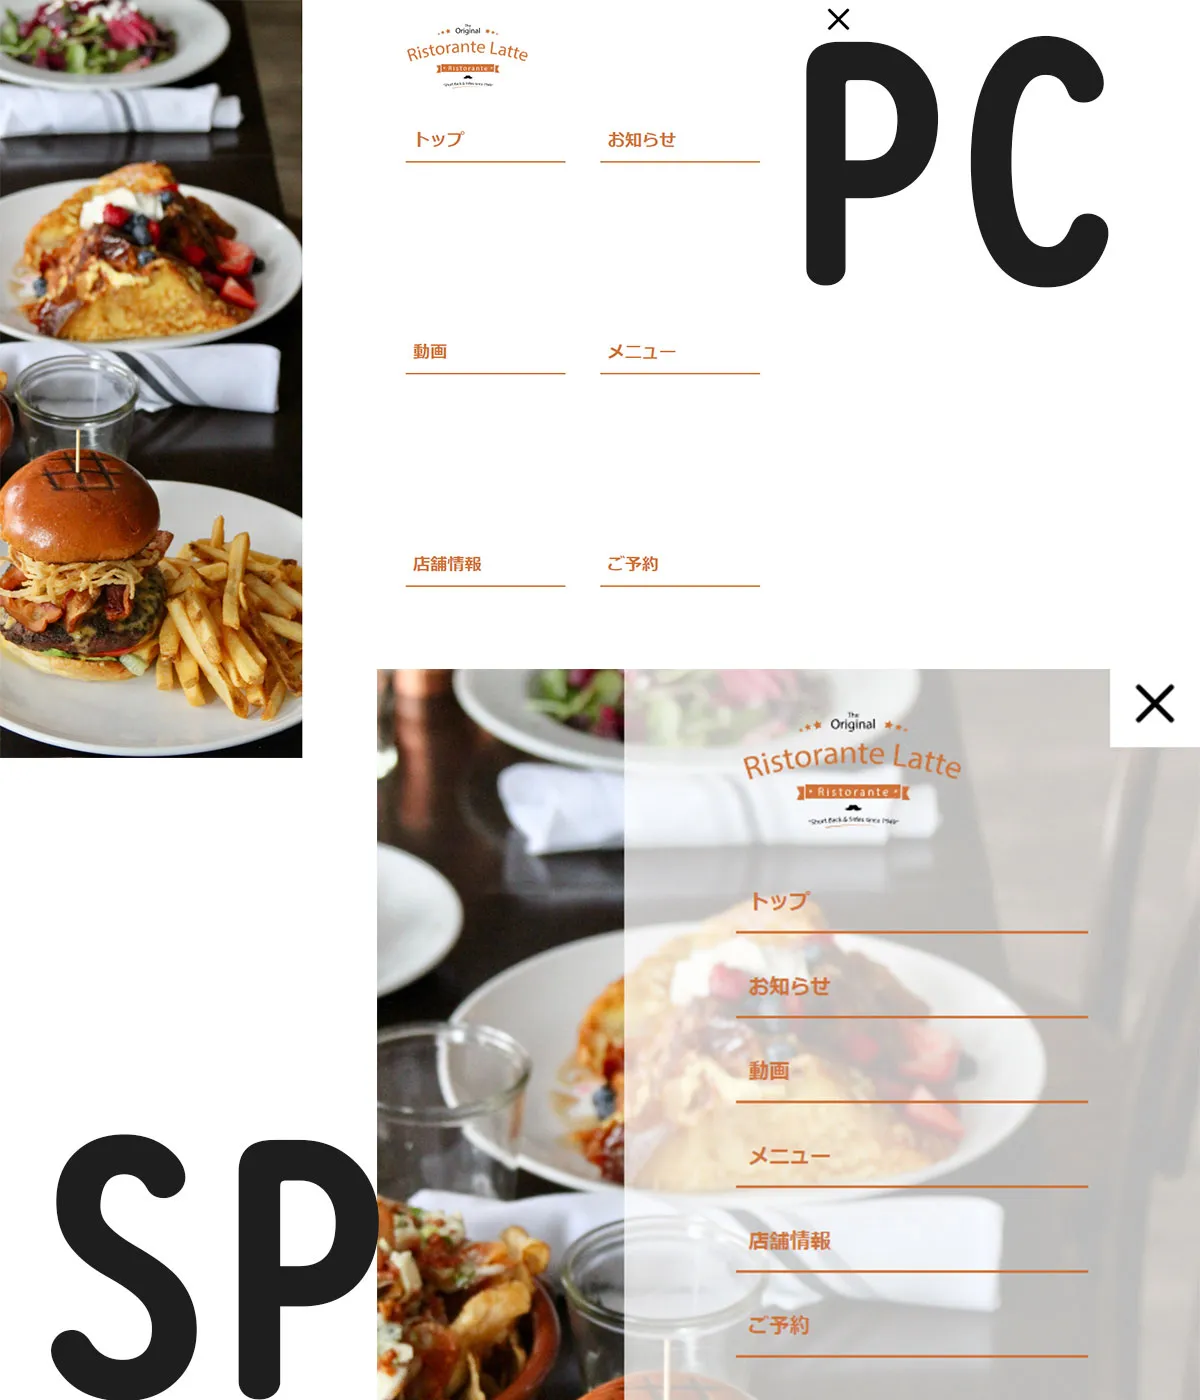 The
Original
Ristorante Latte
Ristorante
"Short Back & Sides since 1940"
PC
トップ
お知らせ
動画
メニュー
店舗情報
ご予約
The
Original
Ristorante Latte
Ristorante
"Short Back & Sides since 1940"
トップ
お知らせ
動画
メニュー
店舗情報
ご予約
SP